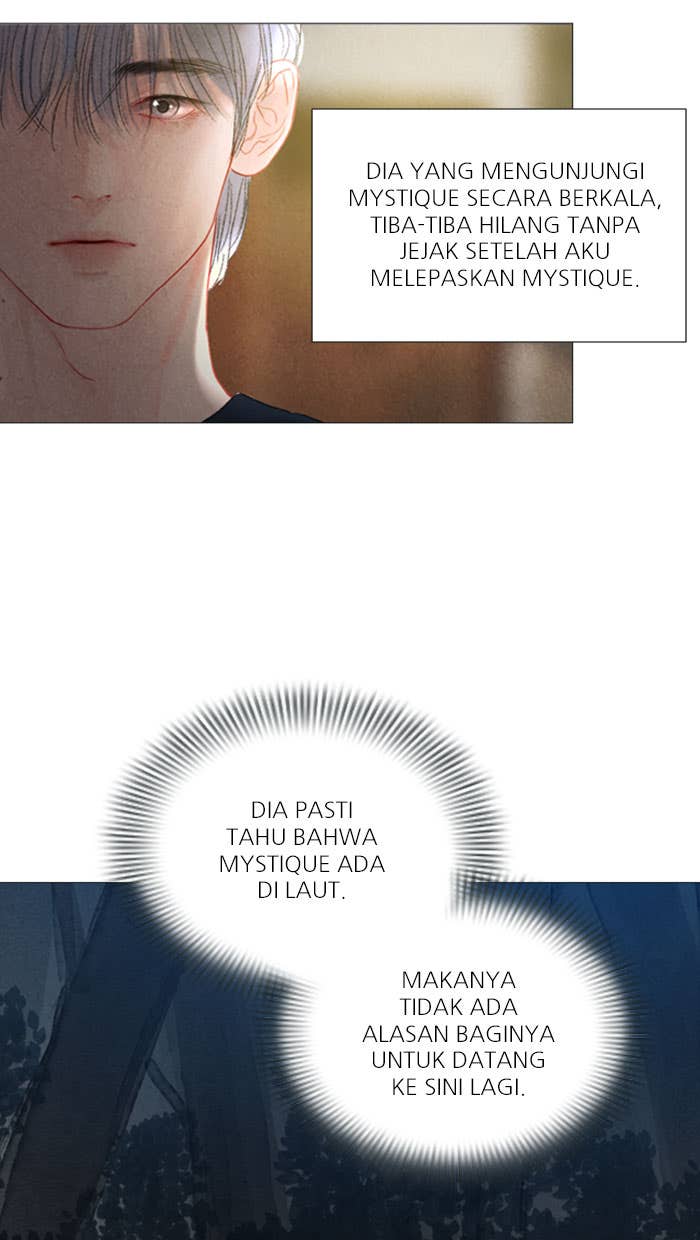 DIA YANG MENGUNJUNGI
MYSTIQUE SECARA BERKALA,
TIBA-TIBA HILANG TANPA
JEJAK SETELAH AKU
MELEPASKAN MYSTIQUE.
DIA PASTI
TAHU BAHWA
MYSTIQUE ADA
DI LAUT.
MAKANYA
TIDAK ADA
ALASAN BAGINYA
UNTUK DATANG
KE SINI LAGI.